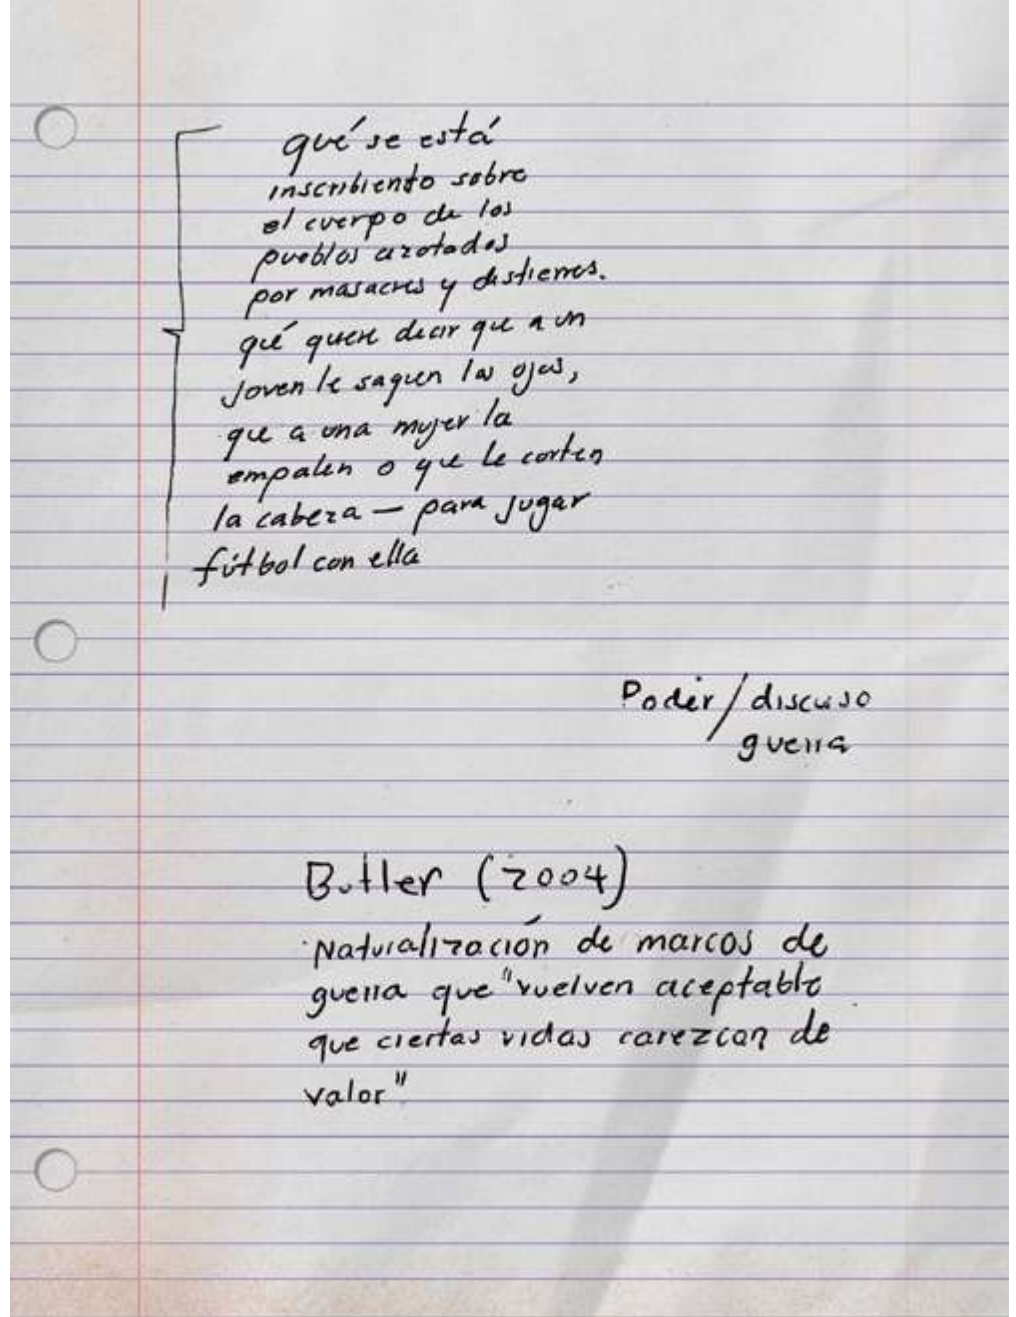 qué se está
inscribiento sobre
el cuerpo de los
pueblos azotados
por masacres y destierros.
qué quiere decir que a un
joven le saquen los ojos,
que a una mujer la
empalen o que le corten
la cabeza — para jugar
fútbol con ella
Poder/discuso
guerra
Butler (2004)
Naturalización de marcos de
guerra que "vuelven aceptable
que ciertas vidas carezcan de
valor"